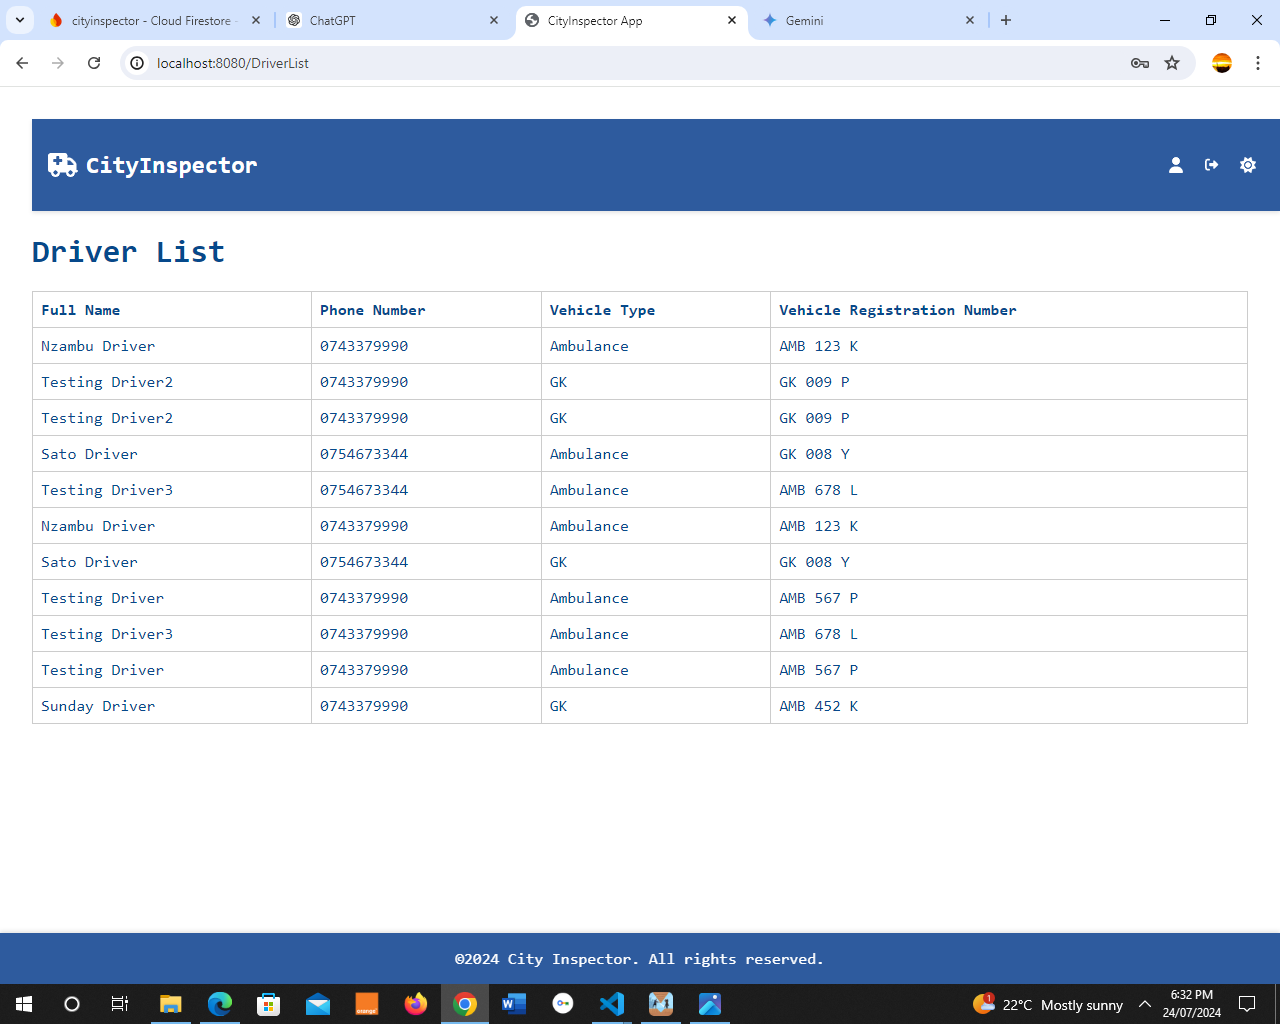 cityinspector - Cloud Firestore -
ChatGPT
CityInspector App
Gemini
localhost:8080/DriverList
CityInspector
Driver List
Full Name Phone Number Vehicle Type Vehicle Registration Number
Nzambu Driver 0743379990 Ambulance AMB 123 K
Testing Driver2 0743379990 GK GK 009 P
Testing Driver2 0743379990 GK GK 009 P
Sato Driver 0754673344 Ambulance GK 008 Y
Testing Driver3 0754673344 Ambulance AMB 678 L
Nzambu Driver 0743379990 Ambulance AMB 123 K
Sato Driver 0754673344 GK GK 008 Y
Testing Driver 0743379990 Ambulance AMB 567 P
Testing Driver3 0743379990 Ambulance AMB 678 L
Testing Driver 0743379990 Ambulance AMB 567 P
Sunday Driver 0743379990 GK AMB 452 K
©2024 City Inspector. All rights reserved.
orange
W
1
22°C Mostly sunny
6:32 PM
24/07/2024